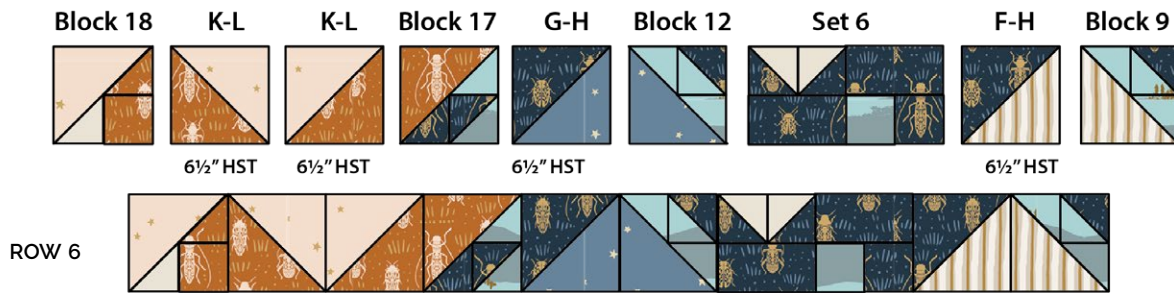 Block 18 K-L K-L Block 17 G-H Block 12 Set 6 F-H Block 9
6½” HST 6½” HST 6½” HST 6½” HST
ROW 6